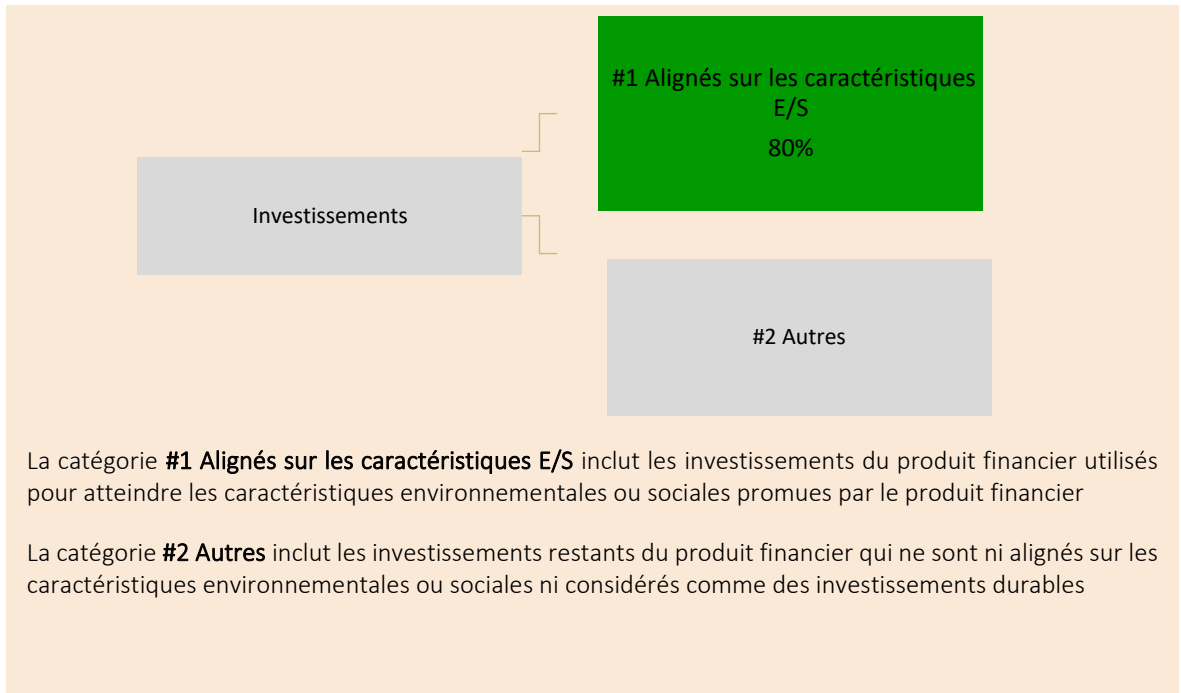 #1 Alignés sur les caractéristiques
E/S
80%
Investissements
#2 Autres
La catégorie #1 Alignés sur les caractéristiques E/S inclut les investissements du produit financier utilisés
pour atteindre les caractéristiques environnementales ou sociales promues par le produit financier
La catégorie #2 Autres inclut les investissements restants du produit financier qui ne sont ni alignés sur les
caractéristiques environnementales ou sociales ni considérés comme des investissements durables